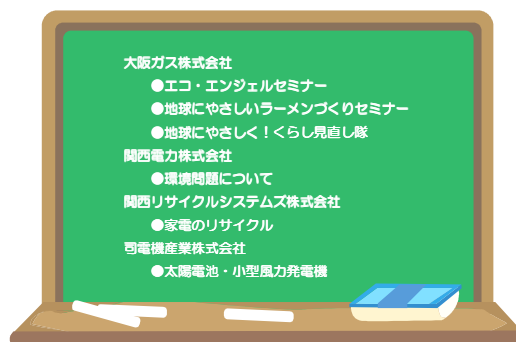 大阪ガス株式会社
●エコ・エンジェルセミナー
●地球にやさしいラーメンづくりセミナー
●地球にやさしく！くらし見直し隊
関西電力株式会社
●環境問題について
関西リサイクルシステムズ株式会社
●家電のリサイクル
司電機産業株式会社
●太陽電池・小型風力発電機